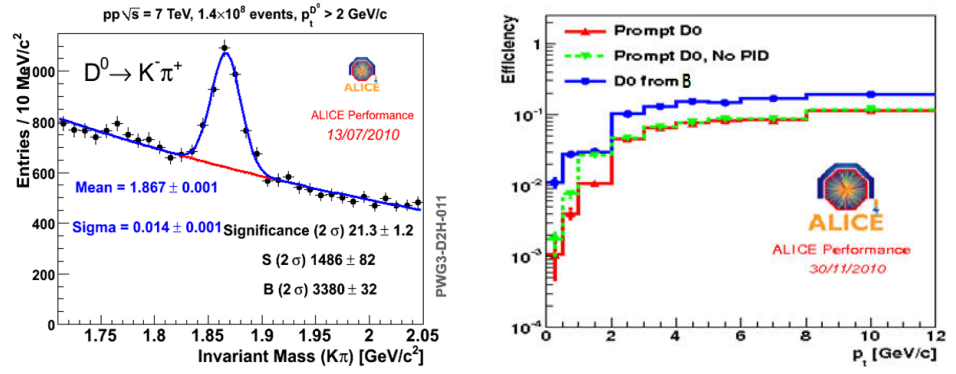 pp √s = 7 TeV, 1.4×10⁸ events, p_t^{D⁰} > 2 GeV/c
Entries / 10 MeV/c²
1000
800
600
400
200
0
D⁰→ K⁻π⁺
ALICE
ALICE Performance
13/07/2010
Mean = 1.867 ± 0.001
Sigma = 0.014 ± 0.001
Significance (2 σ) 21.3 ± 1.2
S (2 σ) 1486 ± 82
B (2 σ) 3380 ± 32
1.75 1.8 1.85 1.9 1.95 2 2.05
Invariant Mass (Kπ) [GeV/c²]
PWG3-D2H-011
Efficiency
1
10⁻¹
10⁻²
10⁻³
10⁻⁴
Prompt D0
Prompt D0, No PID
D0 from B
ALICE
ALICE Performance
30/11/2010
0 2 4 6 8 10 12
p_t [GeV/c]